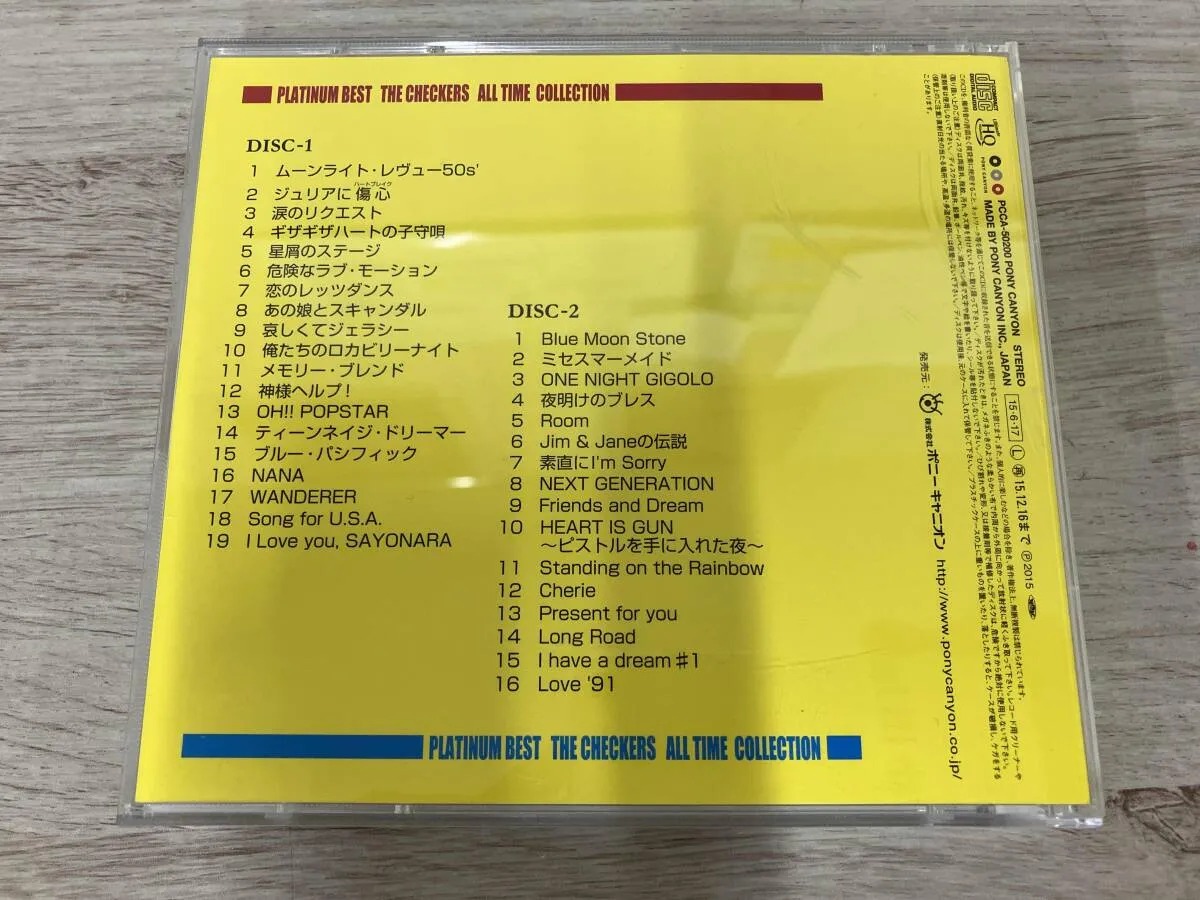 PLATINUM BEST THE CHECKERS ALL TIME COLLECTION
DISC-1
1 ムーンライト・レヴュー50s'
2 ジュリアに傷心
ハートブレイク
3 涙のリクエスト
4 ギザギザハートの子守唄
5 星屑のステージ
6 危険なラブ・モーション
7 恋のレッツダンス
8 あの娘とスキャンダル
9 哀しくてジェラシー
10 俺たちのロカビリーナイト
11 メモリー・ブレンド
12 神様ヘルプ!
13 OH!! POPSTAR
14 ティーンネイジ・ドリーマー
15 ブルー・パシフィック
16 NANA
17 WANDERER
18 Song for U.S.A.
19 I Love you, SAYONARA
DISC-2
1 Blue Moon Stone
2 ミセスマーメイド
3 ONE NIGHT GIGOLO
4 夜明けのブレス
5 Room
6 Jim & Janeの伝説
7 素直にI'm Sorry
8 NEXT GENERATION
9 Friends and Dream
10 HEART IS GUN
〜ピストルを手に入れた夜〜
11 Standing on the Rainbow
12 Cherie
13 Present for you
14 Long Road
15 I have a dream #1
16 Love '91
PLATINUM BEST THE CHECKERS ALL TIME COLLECTION
COMPACT
disc
DIGITAL AUDIO
HQ
PONY CANYON
PCCA-50200 PONY CANYON STEREO
MADE BY PONY CANYON INC., JAPAN
15・6・17 L 再 15.12.16まで Ⓟ2015
発売元: 株式会社ポニーキャニオン http://www.ponycanyon.co.jp/